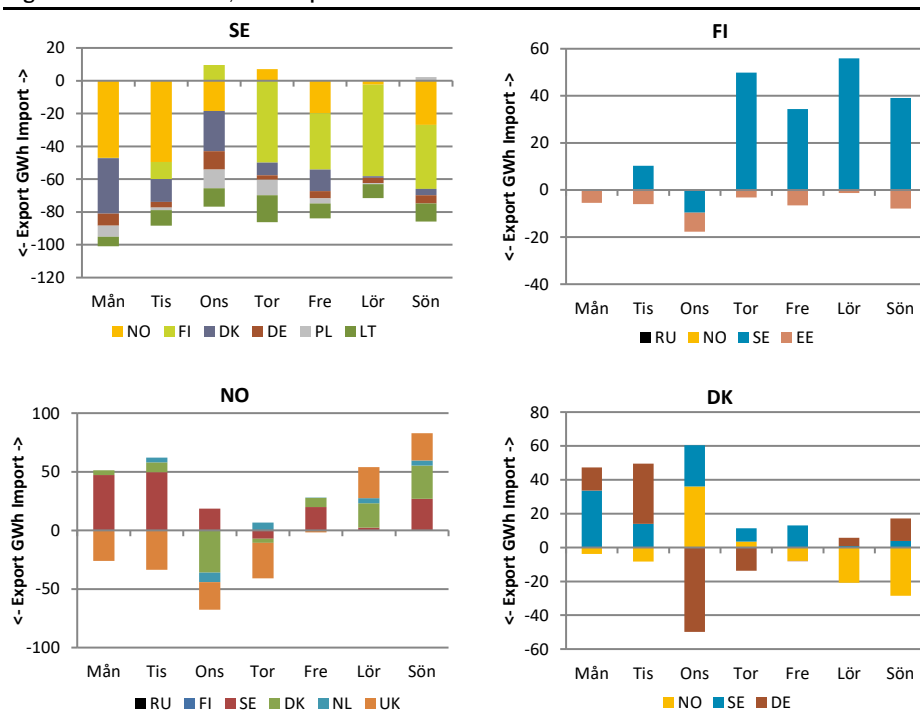 SE
<- Export GWh Import ->
20
0
-20
-40
-60
-80
-100
-120
Mån Tis Ons Tor Fre Lör Sön
NO FI DK DE PL LT
FI
<- Export GWh Import ->
60
40
20
0
-20
-40
Mån Tis Ons Tor Fre Lör Sön
RU NO SE EE
NO
<- Export GWh Import ->
100
50
0
-50
-100
Mån Tis Ons Tor Fre Lör Sön
RU FI SE DK NL UK
DK
<- Export GWh Import ->
80
60
40
20
0
-20
-40
-60
Mån Tis Ons Tor Fre Lör Sön
NO SE DE